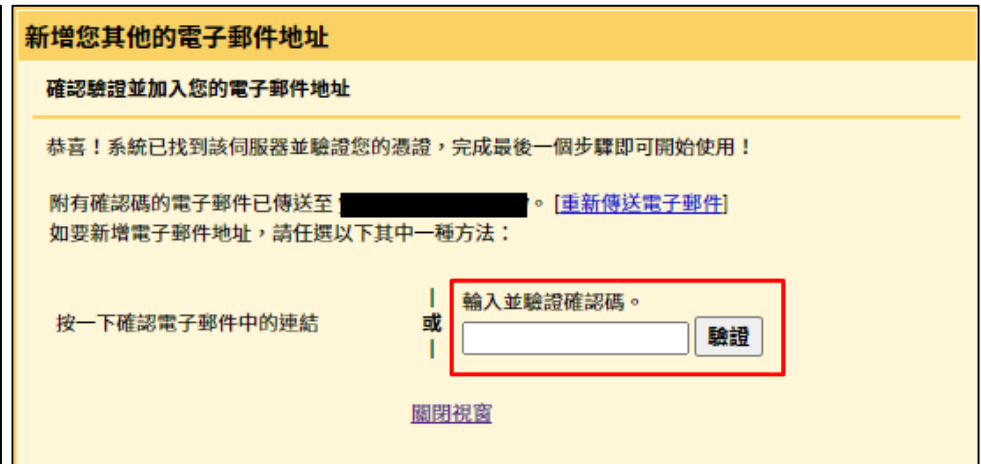 新增您其他的電子郵件地址
確認驗證並加入您的電子郵件地址
恭喜！系統已找到該伺服器並驗證您的憑證，完成最後一個步驟即可開始使用！
附有確認碼的電子郵件已傳送至 。 [重新傳送電子郵件]
如要新增電子郵件地址，請任選以下其中一種方法：
按一下確認電子郵件中的連結
|
或
|
輸入並驗證確認碼。
驗證
關閉視窗